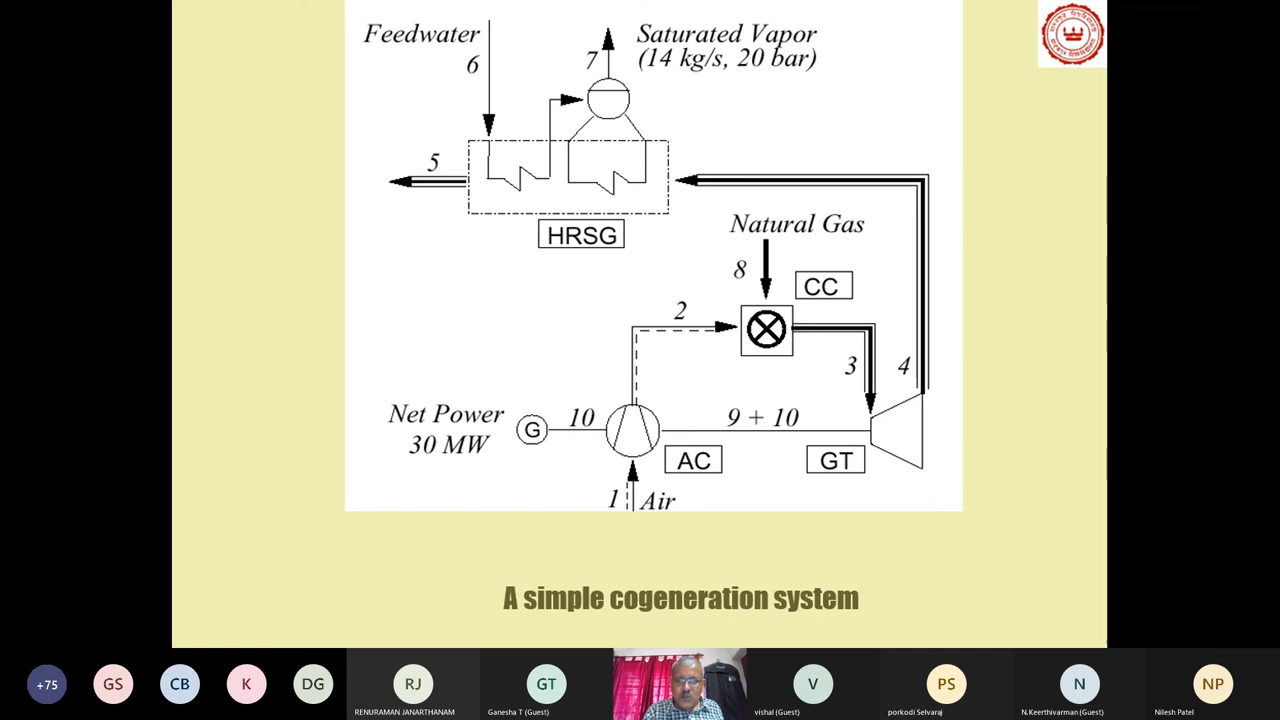 Feedwater
6
7
Saturated Vapor
(14 kg/s, 20 bar)
5
HRSG
Natural Gas
8
CC
2
3
4
Net Power
30 MW
G
10
9 + 10
AC
GT
1
Air
A simple cogeneration system
+75
GS
CB
K
DG
RJ
RENURAMAN JANARTHANAM
GT
Ganesha T (Guest)
V
vishal (Guest)
PS
porkodi Selvaraj
N
N.Keerthivarman (Guest)
NP
Nilesh Patel